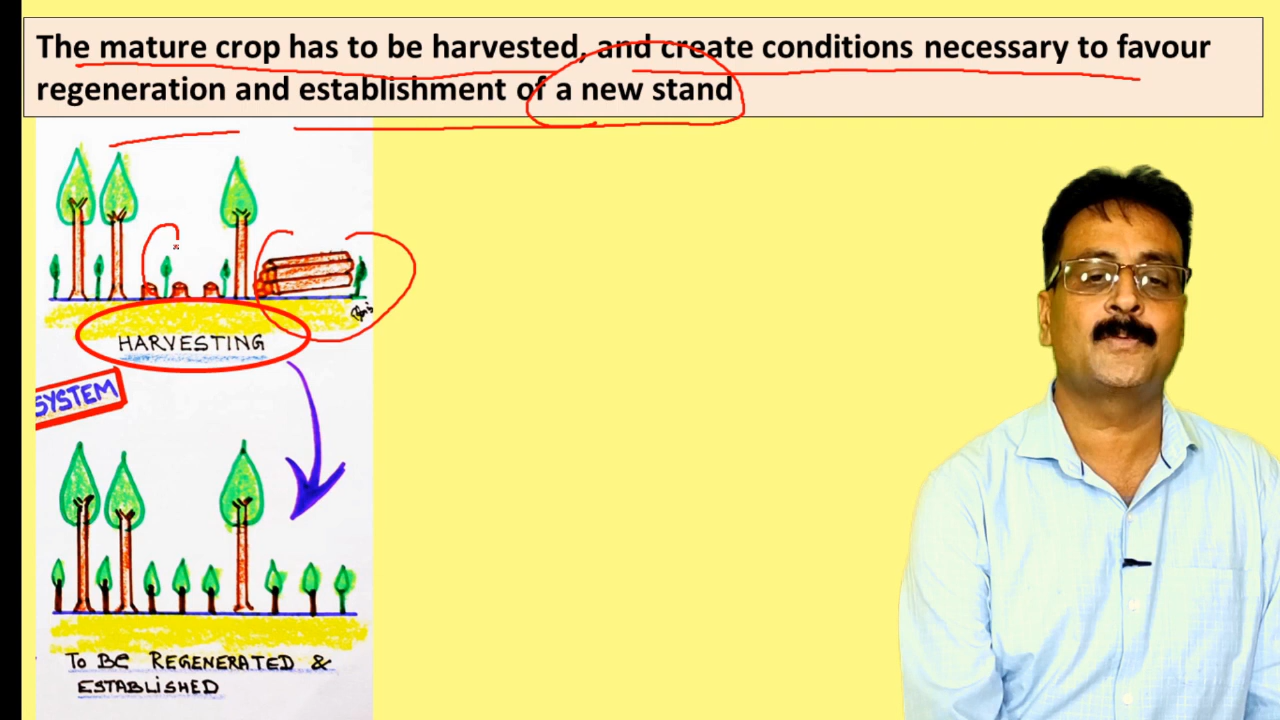 The mature crop has to be harvested, and create conditions necessary to favour
regeneration and establishment of a new stand
HARVESTING
SYSTEM
TO BE REGENERATED &
ESTABLISHED